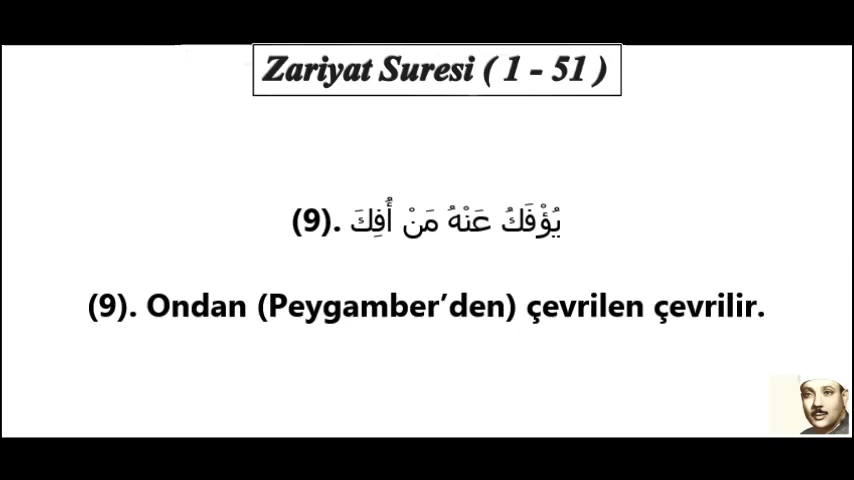 Zariyat Suresi ( 1 - 51 )
(9). يُؤْفَكُ عَنْهُ مَنْ أُفِكَ
(9). Ondan (Peygamber’den) çevrilen çevrilir.